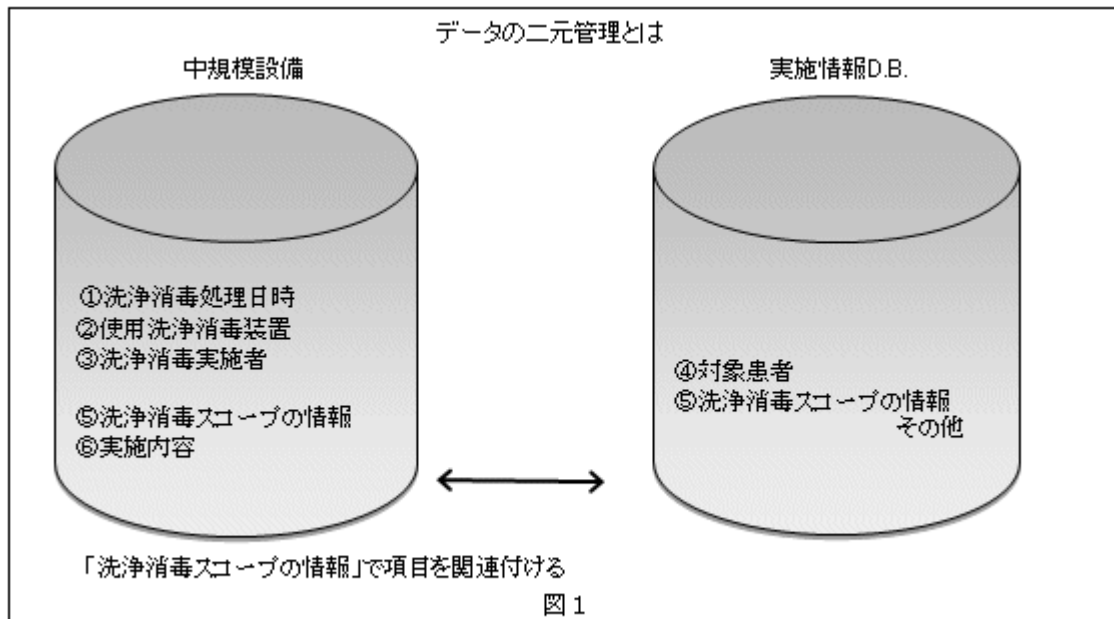 データの二元管理とは
中規模設備
実施情報D.B.
①洗浄消毒処理日時
②使用洗浄消毒装置
③洗浄消毒実施者
⑤洗浄消毒スコープの情報
⑥実施内容
④対象患者
⑤洗浄消毒スコープの情報
その他
「洗浄消毒スコープの情報」で項目を関連付ける
図1